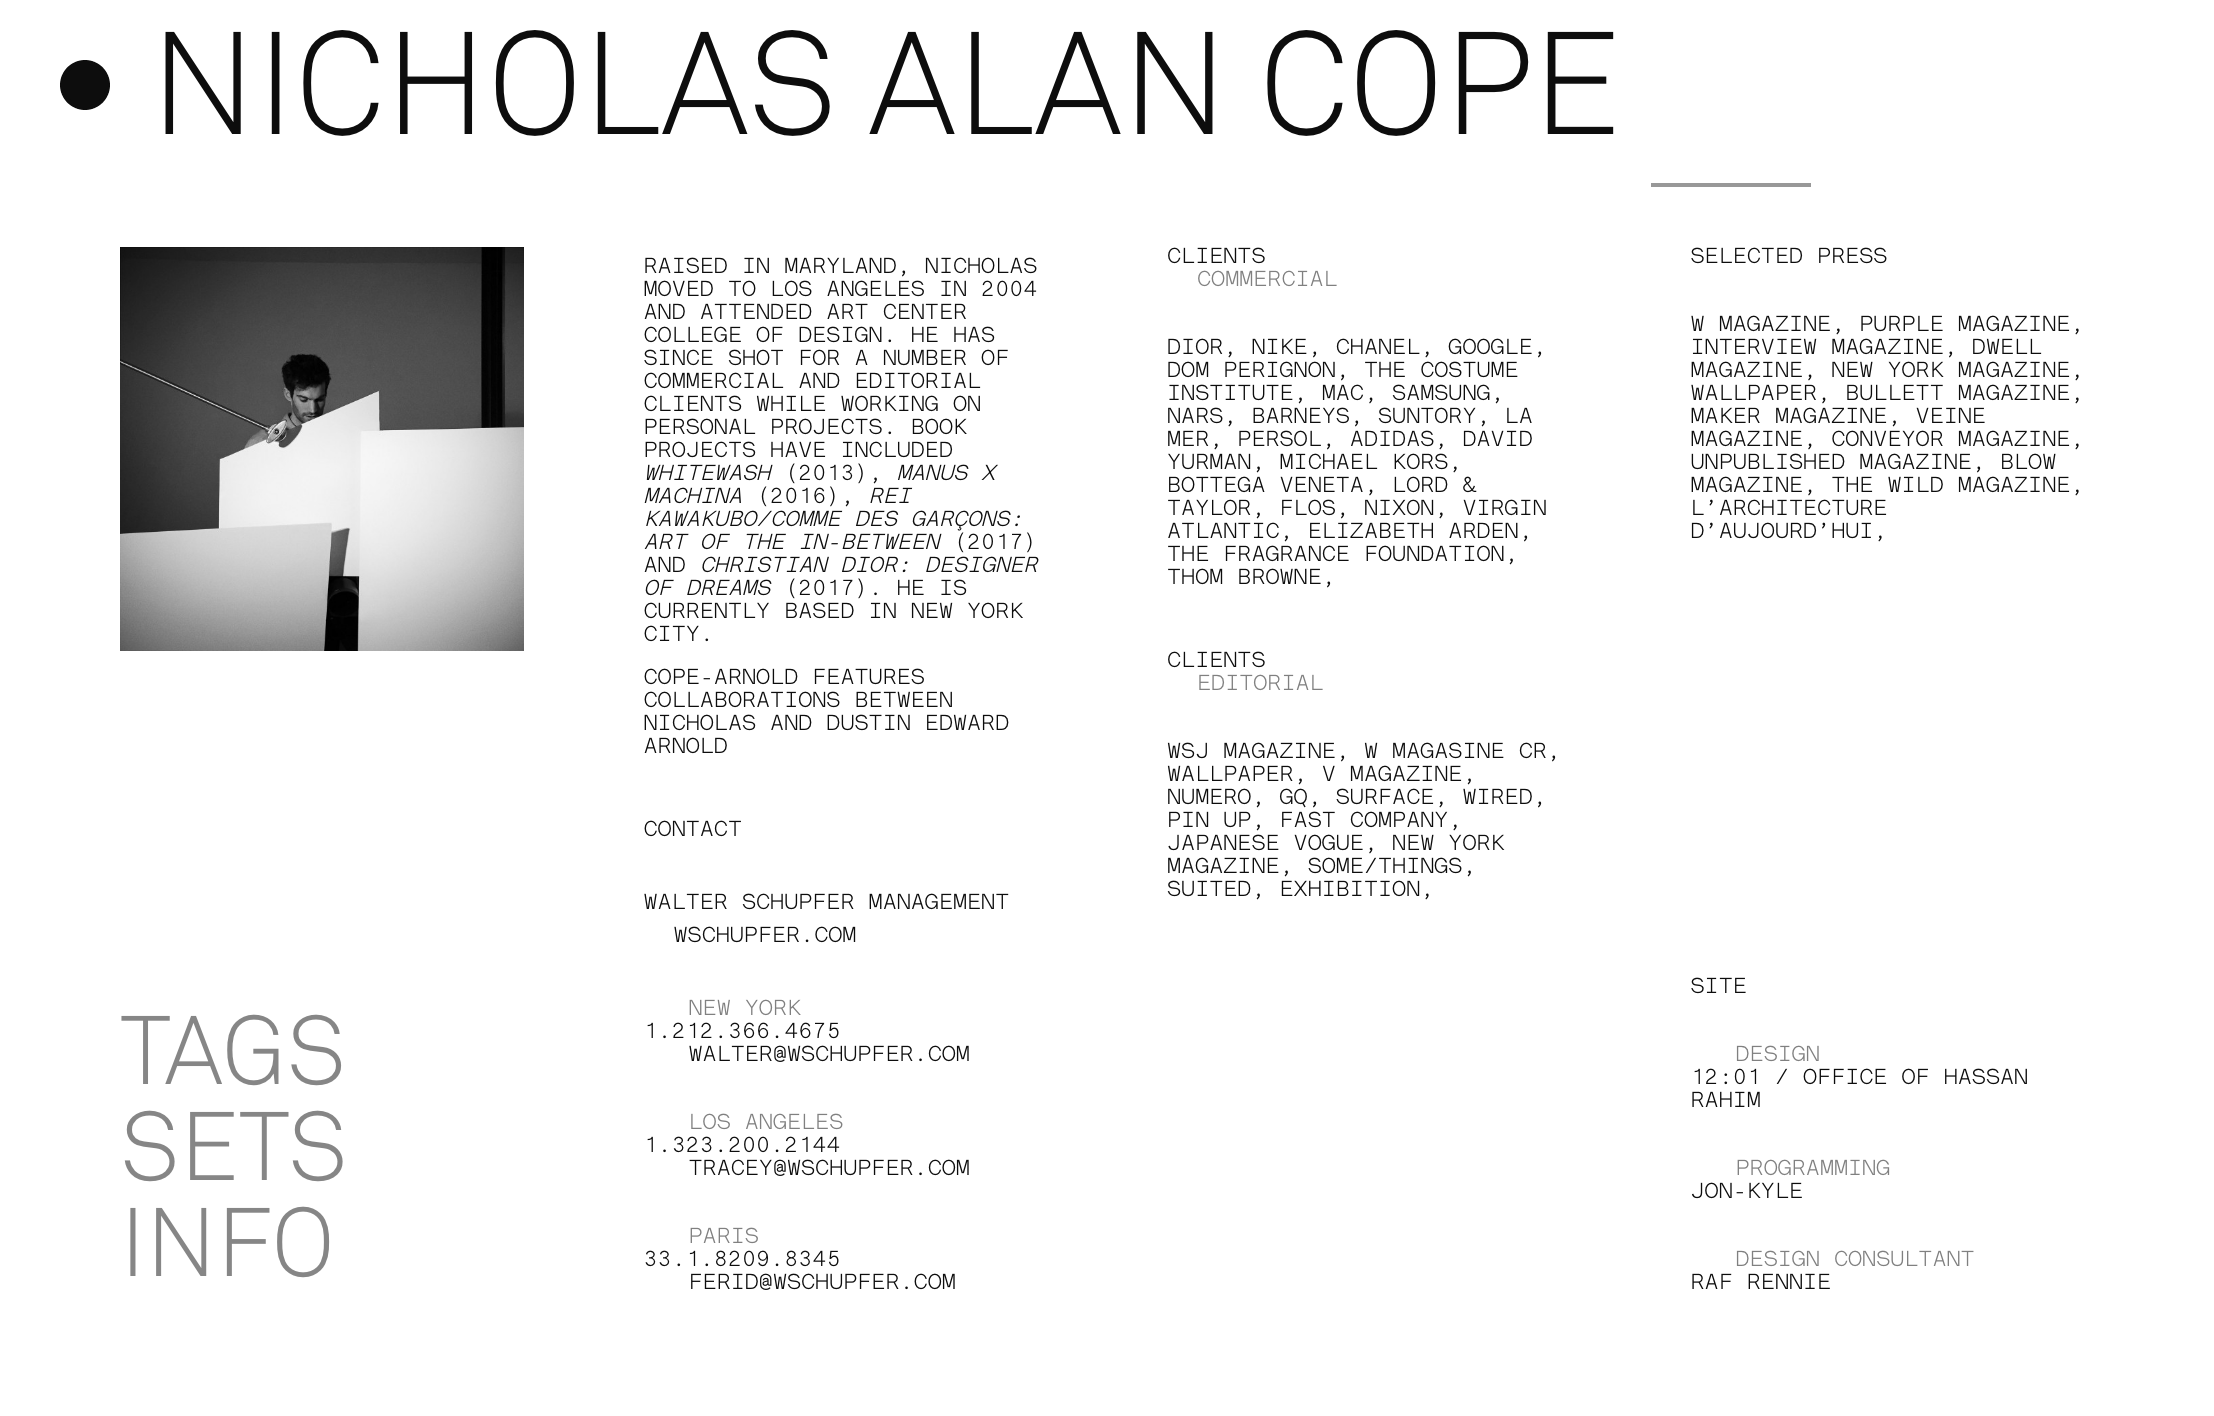 NICHOLAS ALAN COPE
RAISED IN MARYLAND, NICHOLAS
MOVED TO LOS ANGELES IN 2004
AND ATTENDED ART CENTER
COLLEGE OF DESIGN. HE HAS
SINCE SHOT FOR A NUMBER OF
COMMERCIAL AND EDITORIAL
CLIENTS WHILE WORKING ON
PERSONAL PROJECTS. BOOK
PROJECTS HAVE INCLUDED
WHITEWASH (2013), MANUS X
MACHINA (2016), REI
KAWAKUBO/COMME DES GARÇONS:
ART OF THE IN-BETWEEN (2017)
AND CHRISTIAN DIOR: DESIGNER
OF DREAMS (2017). HE IS
CURRENTLY BASED IN NEW YORK
CITY.
COPE-ARNOLD FEATURES
COLLABORATIONS BETWEEN
NICHOLAS AND DUSTIN EDWARD
ARNOLD
CONTACT
WALTER SCHUPFER MANAGEMENT
WSCHUPFER.COM
NEW YORK
1.212.366.4675
WALTER@WSCHUPFER.COM
LOS ANGELES
1.323.200.2144
TRACEY@WSCHUPFER.COM
PARIS
33.1.8209.8345
FERID@WSCHUPFER.COM
CLIENTS
COMMERCIAL
DIOR, NIKE, CHANEL, GOOGLE,
DOM PERIGNON, THE COSTUME
INSTITUTE, MAC, SAMSUNG,
NARS, BARNEYS, SUNTORY, LA
MER, PERSOL, ADIDAS, DAVID
YURMAN, MICHAEL KORS,
BOTTEGA VENETA, LORD &
TAYLOR, FLOS, NIXON, VIRGIN
ATLANTIC, ELIZABETH ARDEN,
THE FRAGRANCE FOUNDATION,
THOM BROWNE,
CLIENTS
EDITORIAL
WSJ MAGAZINE, W MAGASINE CR,
WALLPAPER, V MAGAZINE,
NUMERO, GQ, SURFACE, WIRED,
PIN UP, FAST COMPANY,
JAPANESE VOGUE, NEW YORK
MAGAZINE, SOME/THINGS,
SUITED, EXHIBITION,
SELECTED PRESS
W MAGAZINE, PURPLE MAGAZINE,
INTERVIEW MAGAZINE, DWELL
MAGAZINE, NEW YORK MAGAZINE,
WALLPAPER, BULLETT MAGAZINE,
MAKER MAGAZINE, VEINE
MAGAZINE, CONVEYOR MAGAZINE,
UNPUBLISHED MAGAZINE, BLOW
MAGAZINE, THE WILD MAGAZINE,
L’ARCHITECTURE
D’AUJOURD’HUI,
SITE
DESIGN
12:01 / OFFICE OF HASSAN
RAHIM
PROGRAMMING
JON-KYLE
DESIGN CONSULTANT
RAF RENNIE
TAGS
SETS
INFO